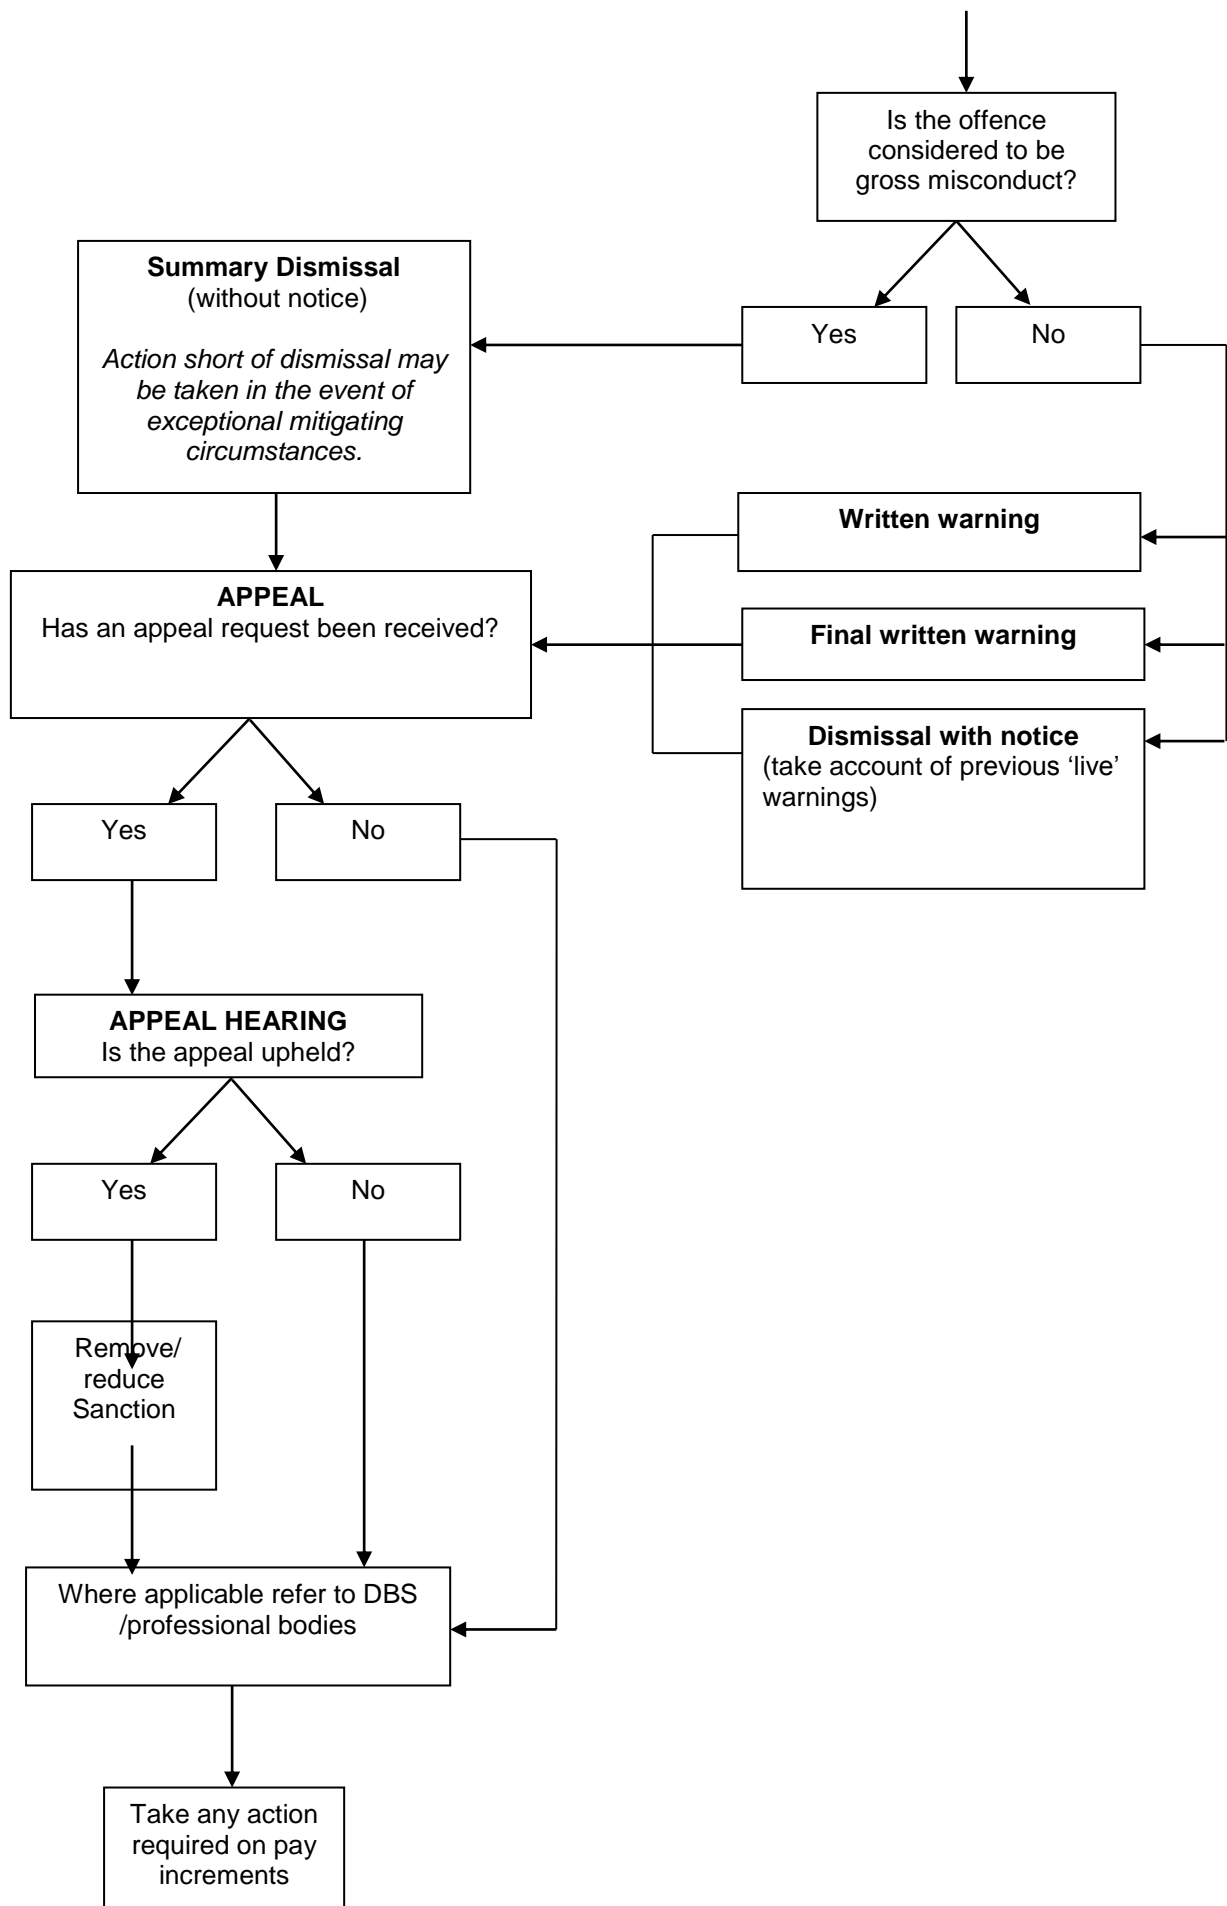 Is the offence
considered to be
gross misconduct?
Summary Dismissal
(without notice)
Action short of dismissal may
be taken in the event of
exceptional mitigating
circumstances.
Yes
No
Written warning
APPEAL
Has an appeal request been received?
Final written warning
Dismissal with notice
(take account of previous ‘live’
warnings)
Yes
No
APPEAL HEARING
Is the appeal upheld?
Yes
No
Remove/
reduce
Sanction
Where applicable refer to DBS
/professional bodies
Take any action
required on pay
increments